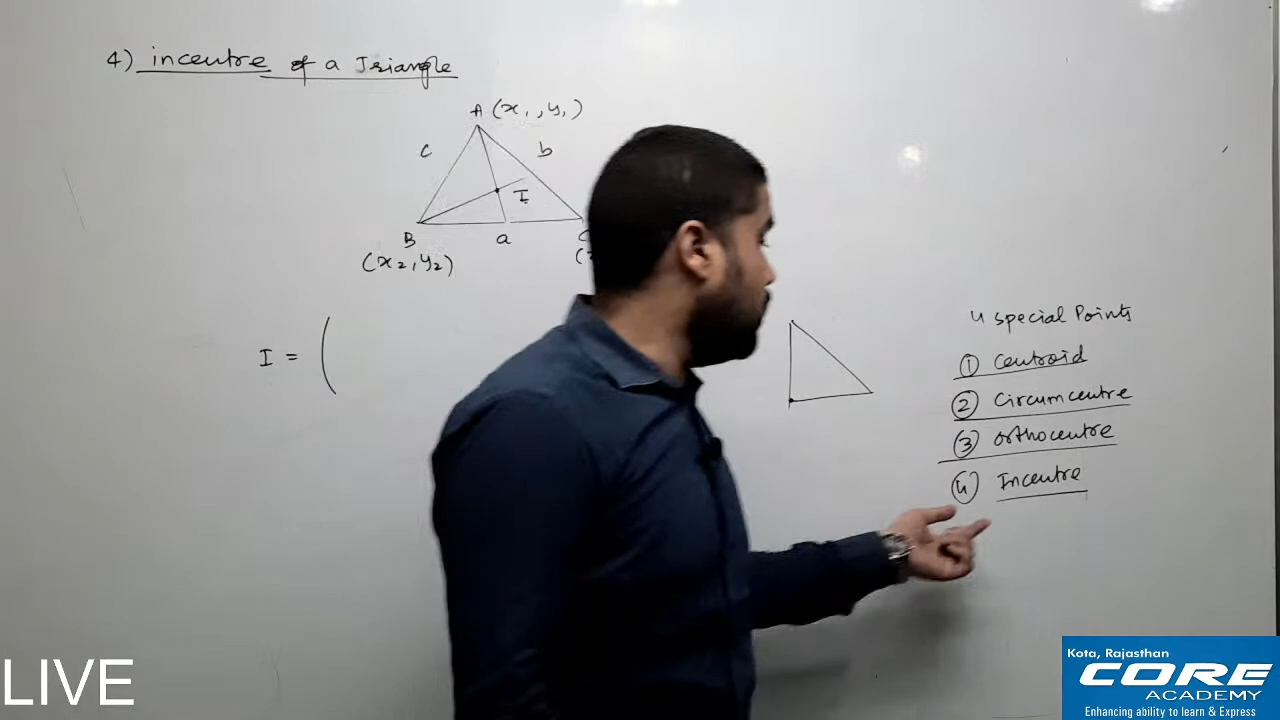 4) incentre of a Triangle
A (x₁, y₁)
c
b
I
B
a
C
(x₂, y₂)
(x
I = (
4 special Points
① Centroid
② Circumcentre
③ orthocentre
④ Incentre
LIVE
Kota, Rajasthan
CORE
ACADEMY
Enhancing ability to learn & Express